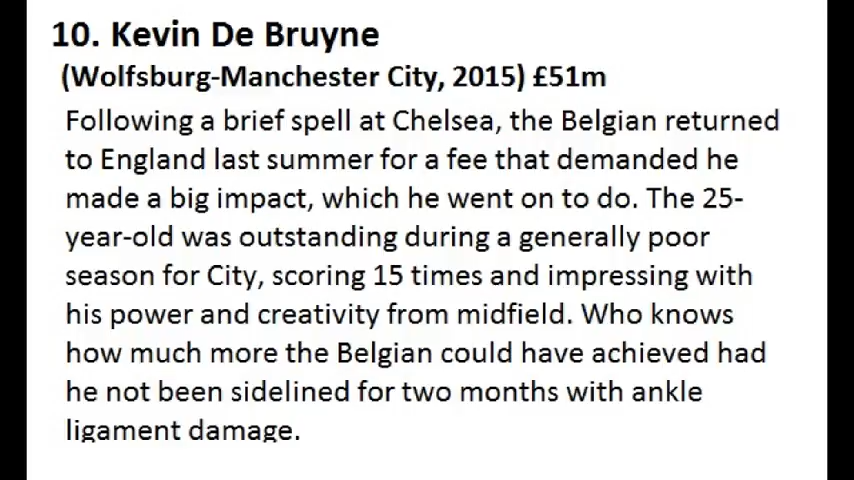 10. Kevin De Bruyne
(Wolfsburg-Manchester City, 2015) £51m
Following a brief spell at Chelsea, the Belgian returned
to England last summer for a fee that demanded he
made a big impact, which he went on to do. The 25-
year-old was outstanding during a generally poor
season for City, scoring 15 times and impressing with
his power and creativity from midfield. Who knows
how much more the Belgian could have achieved had
he not been sidelined for two months with ankle
ligament damage.